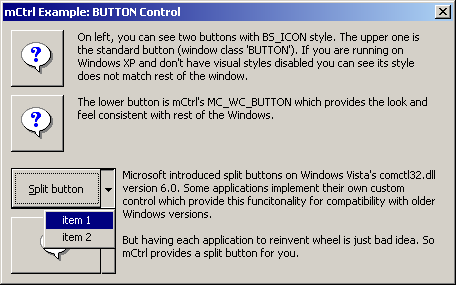 mCtrl Example: BUTTON Control
On left, you can see two buttons with BS_ICON style. The upper one is
the standard button (window class 'BUTTON'). If you are running on
Windows XP and don't have visual styles disabled you can see its style
does not match rest of the window.
The lower button is mCtrl's MC_WC_BUTTON which provides the look and
feel consistent with rest of the Windows.
Split button
Microsoft introduced split buttons on Windows Vista's comctl32.dll
version 6.0. Some applications implement their own custom
control which provide this funcitonality for compatibility with older
Windows versions.
item 1
item 2
But having each application to reinvent wheel is just bad idea. So
mCtrl provides a split button for you.